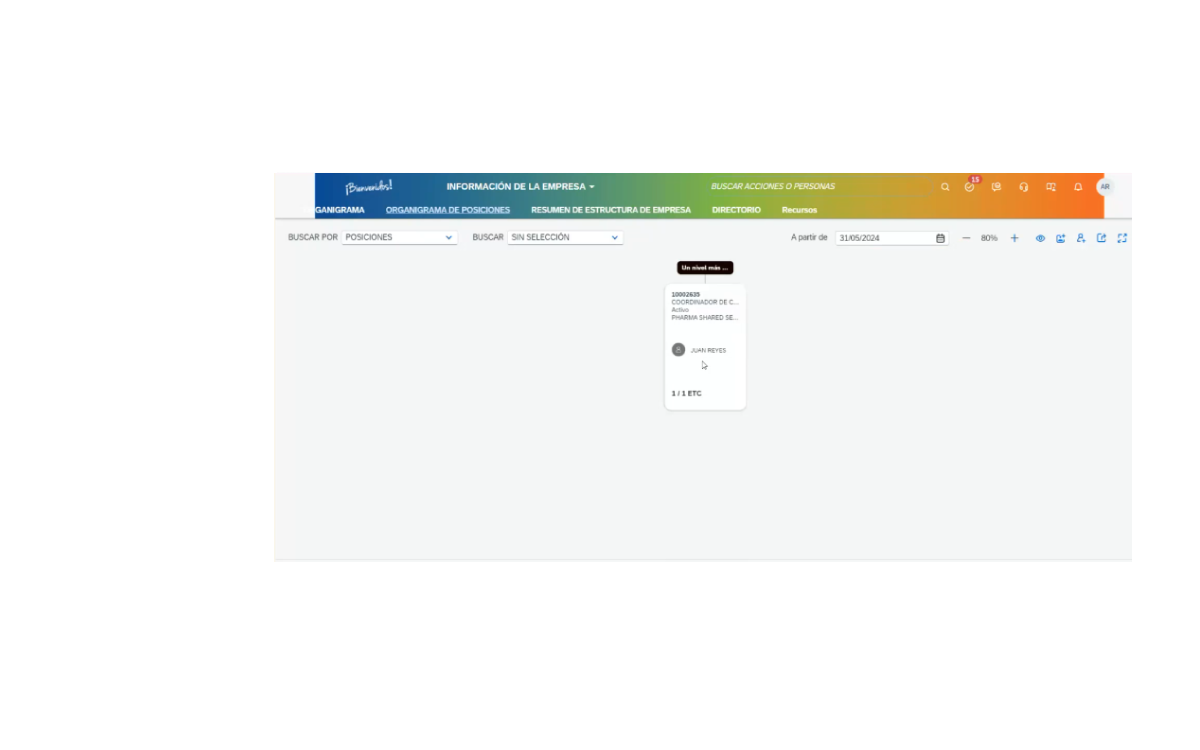 ¡Bienvenid@s!
INFORMACIÓN DE LA EMPRESA
BUSCAR ACCIONES O PERSONAS
15
AR
GANIGRAMA
ORGANIGRAMA DE POSICIONES
RESUMEN DE ESTRUCTURA DE EMPRESA
DIRECTORIO
Recursos
BUSCAR POR POSICIONES
BUSCAR SIN SELECCIÓN
A partir de 31/05/2024
— 80% +
Un nivel más ...
10002635
COORDINADOR DE C...
Activo
PHARMA SHARED SE...
JUAN REYES
1 / 1 ETC